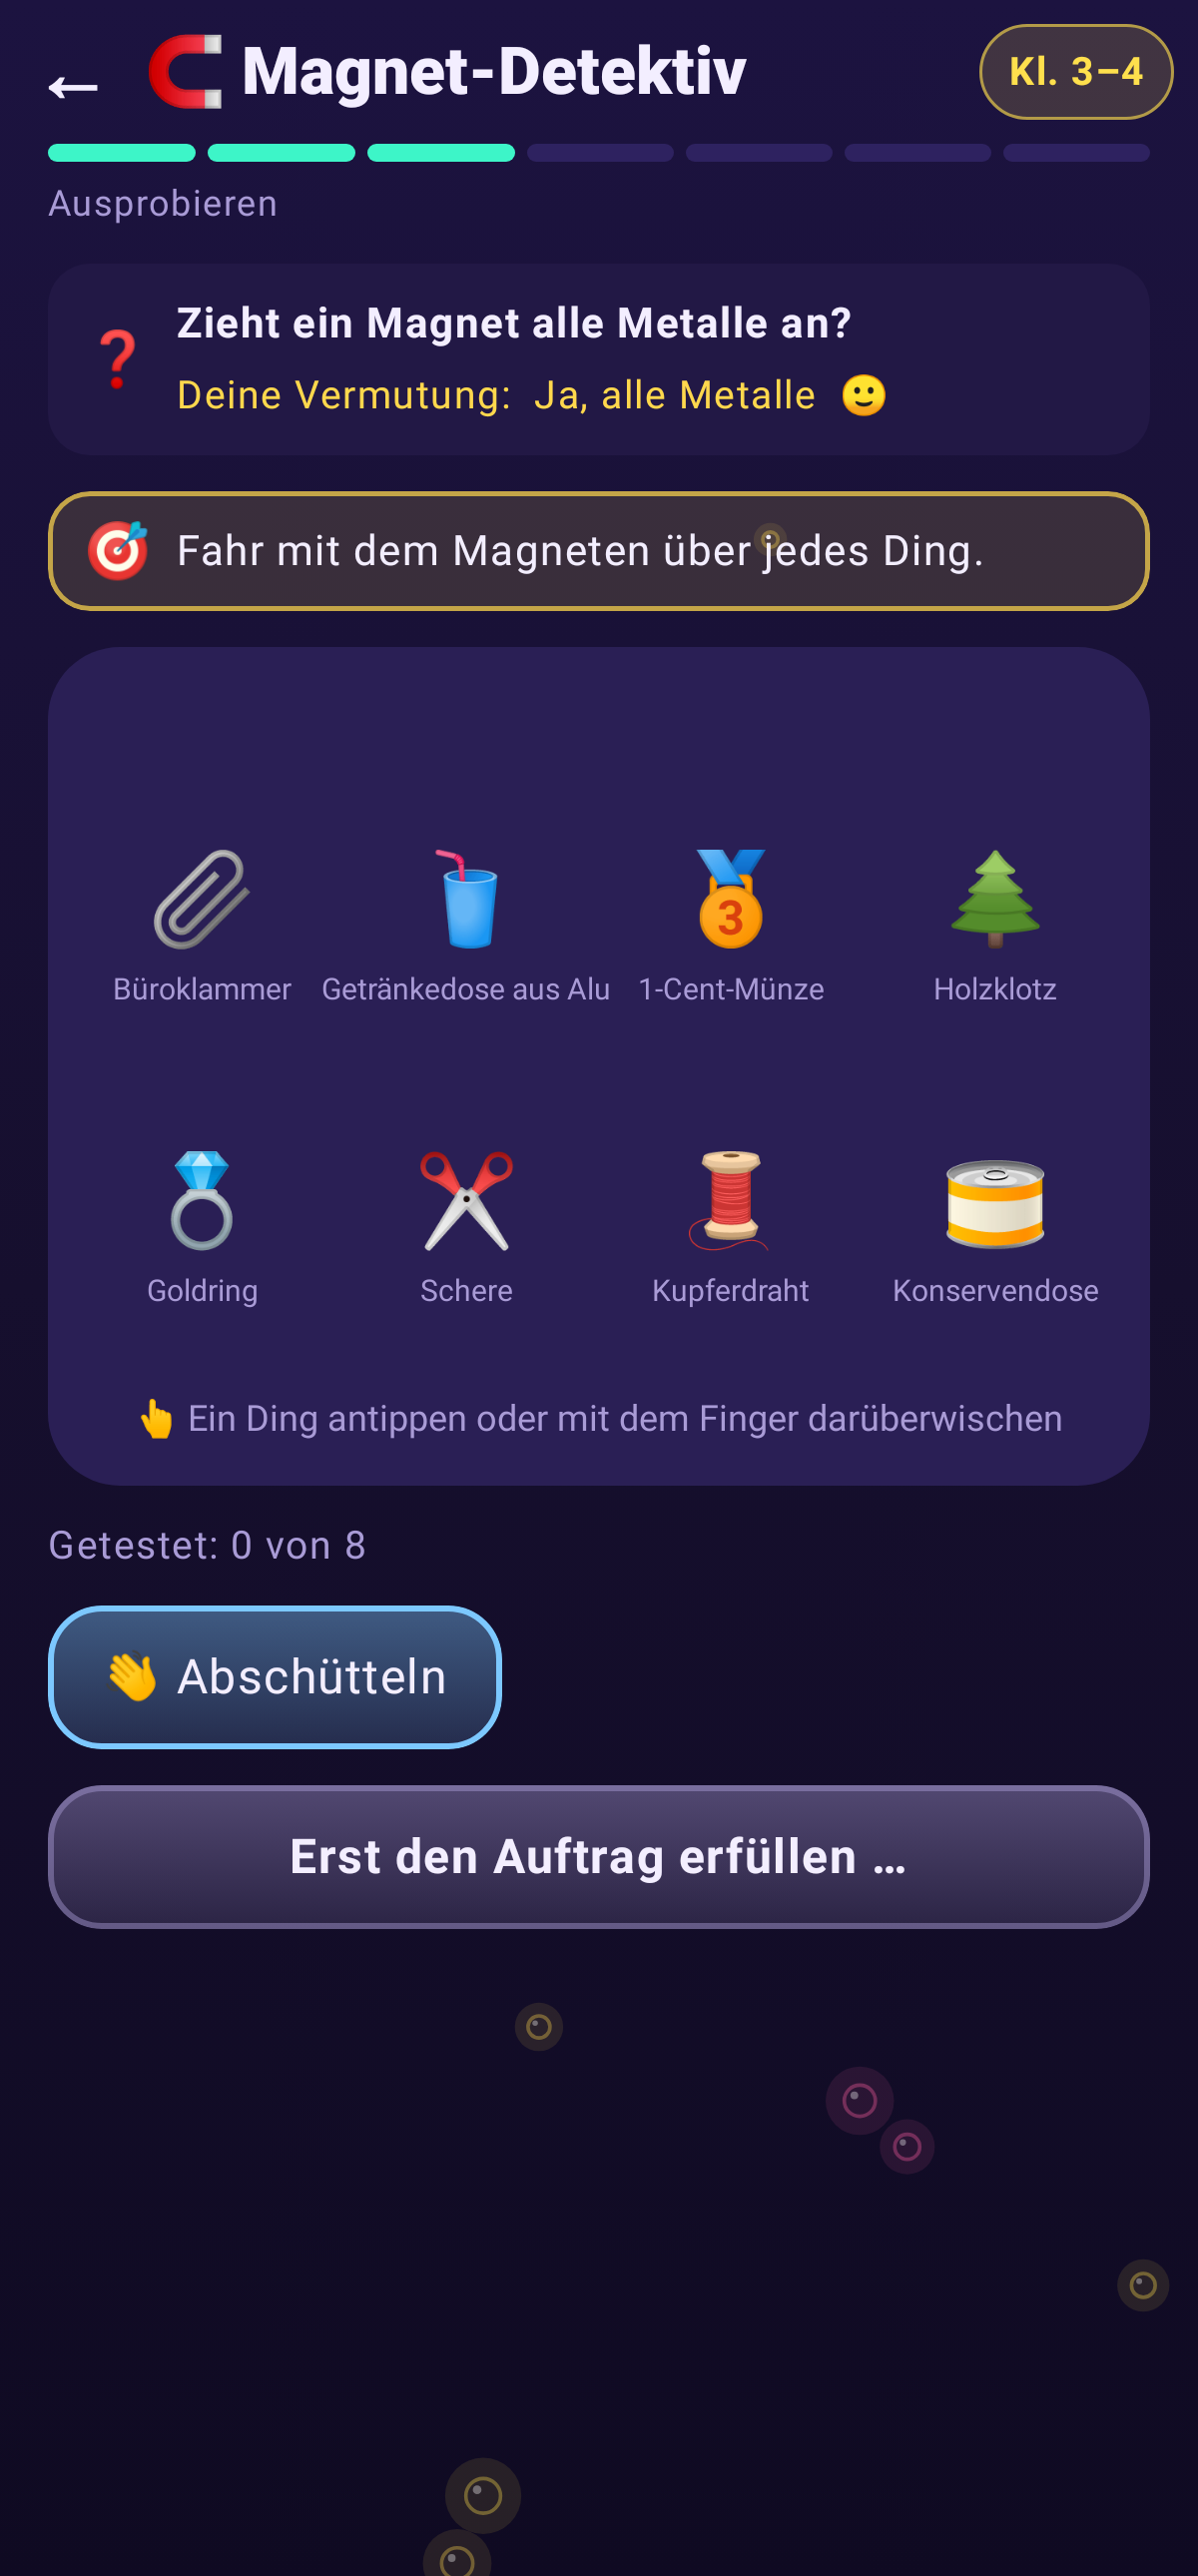 ← Magnet-Detektiv Kl. 3–4
Ausprobieren
Zieht ein Magnet alle Metalle an?
Deine Vermutung: Ja, alle Metalle
Fahr mit dem Magneten über jedes Ding.
3
Büroklammer Getränkedose aus Alu 1-Cent-Münze Holzklotz
Goldring Schere Kupferdraht Konservendose
Ein Ding antippen oder mit dem Finger darüberwischen
Getestet: 0 von 8
Abschütteln
Erst den Auftrag erfüllen …